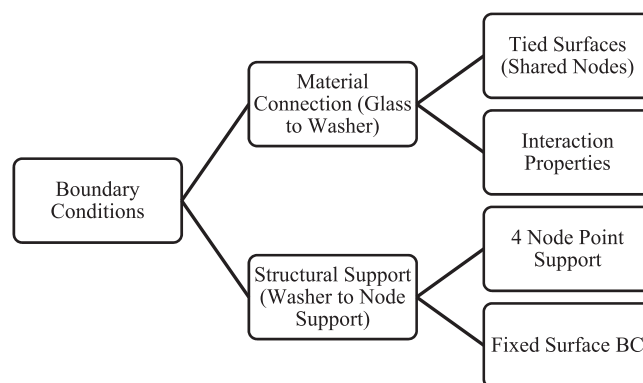 Boundary
Conditions
Material
Connection (Glass
to Washer)
Tied Surfaces
(Shared Nodes)
Interaction
Properties
Structural Support
(Washer to Node
Support)
4 Node Point
Support
Fixed Surface BC